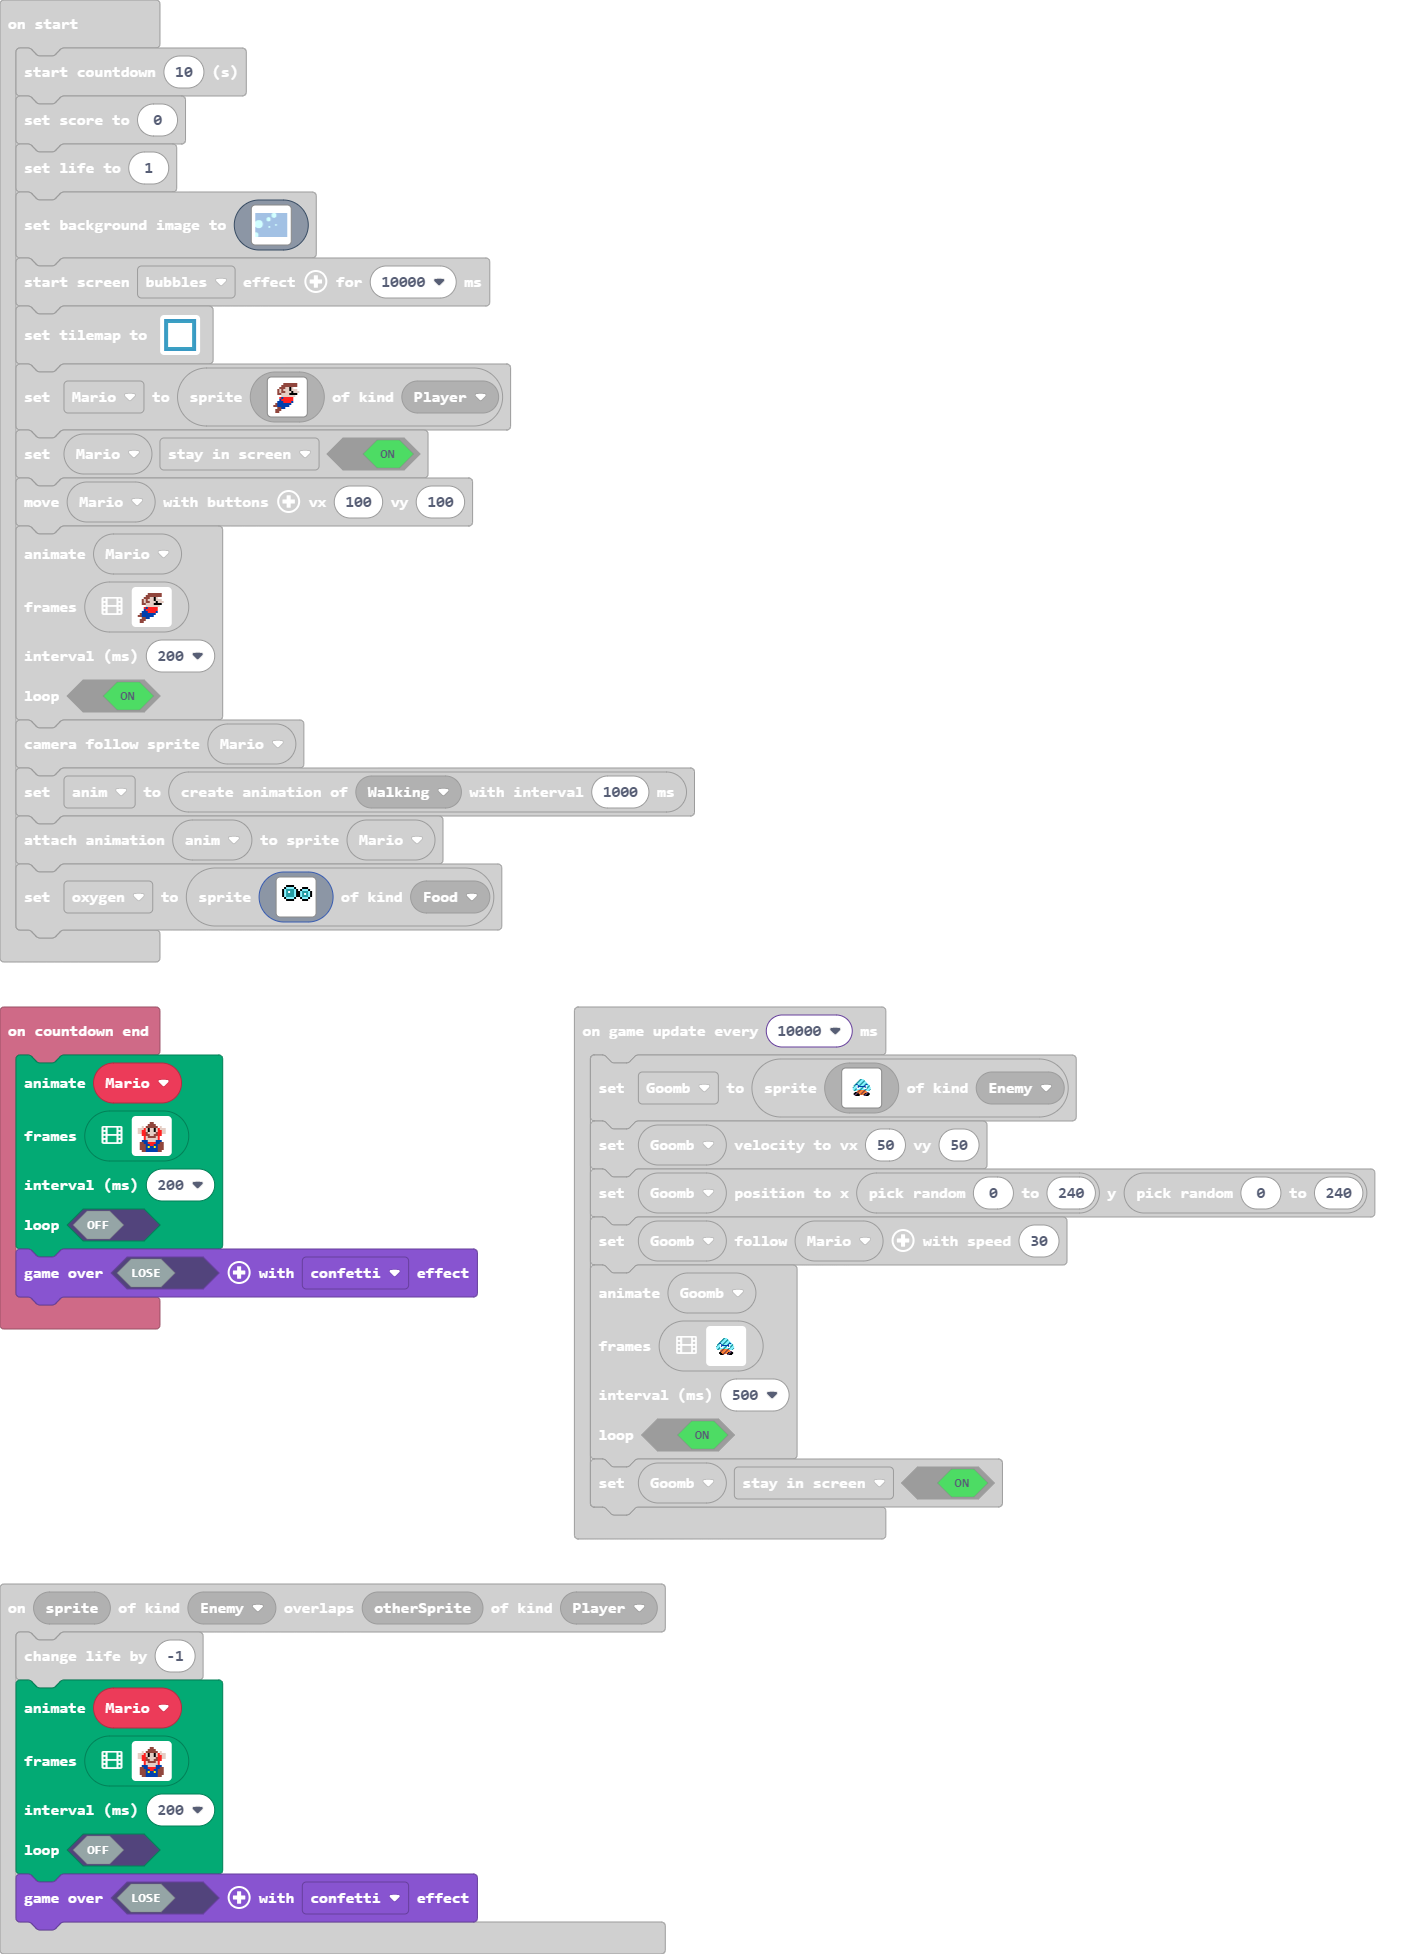 on start
start countdown 10 (s)
set score to 0
set life to 1
set background image to
start screen bubbles effect for 10000 ms
set tilemap to
set Mario to sprite of kind Player
set Mario stay in screen ON
move Mario with buttons vx 100 vy 100
animate Mario
frames
interval (ms) 200
loop ON
camera follow sprite Mario
set anim to create animation of Walking with interval 1000 ms
attach animation anim to sprite Mario
set oxygen to sprite of kind Food
on countdown end
animate Mario
frames
interval (ms) 200
loop OFF
game over LOSE with confetti effect
on game update every 10000 ms
set Goomb to sprite of kind Enemy
set Goomb velocity to vx 50 vy 50
set Goomb position to x pick random 0 to 240 y pick random 0 to 240
set Goomb follow Mario with speed 30
animate Goomb
frames
interval (ms) 500
loop ON
set Goomb stay in screen ON
on sprite of kind Enemy overlaps otherSprite of kind Player
change life by -1
animate Mario
frames
interval (ms) 200
loop OFF
game over LOSE with confetti effect